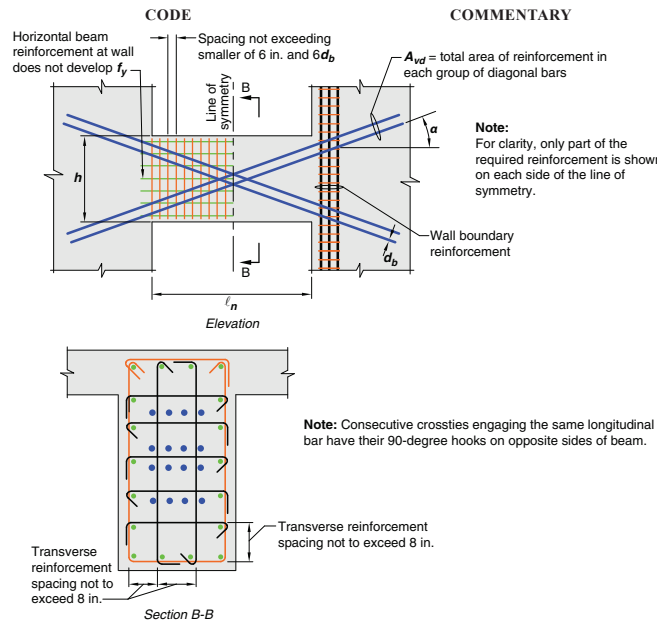 CODE
COMMENTARY
Horizontal beam
reinforcement at wall
does not develop fy
Spacing not exceeding
smaller of 6 in. and 6db
Line of
symmetry
B
Avd = total area of reinforcement in
each group of diagonal bars
α
Note:
For clarity, only part of the
required reinforcement is shown
on each side of the line of
symmetry.
h
Wall boundary
reinforcement
db
B
ℓn
Elevation
Note: Consecutive crossties engaging the same longitudinal
bar have their 90-degree hooks on opposite sides of beam.
Transverse reinforcement
spacing not to exceed 8 in.
Transverse
reinforcement
spacing not to
exceed 8 in.
Section B-B